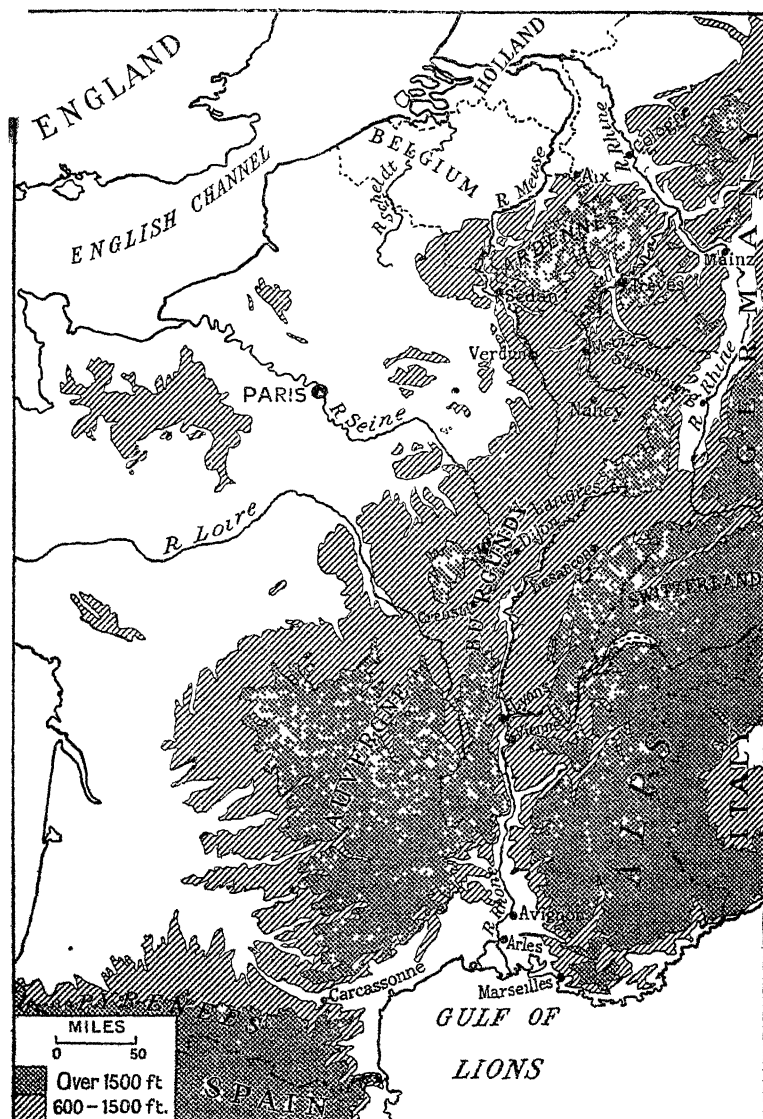 ENGLAND
HOLLAND
R. Rhine
Cologne
BELGIUM
R. Scheldt
R. Meuse
Aix
ENGLISH CHANNEL
ARDENNES
GERMANY
Mainz
Sedan
Trèves
Verdun
Metz
Strasbourg
R. Rhine
PARIS
Nancy
R. Seine
Langres
R. Loire
Dijon
BURGUNDY
Besançon
SWITZERLAND
Creusot
Lyons
Vienne
AUVERGNE
ALPS
ITALY
R. Rhone
Avignon
Arles
Carcassonne
Marseilles
PYRENEES
GULF OF
LIONS
MILES
0 50
Over 1500 ft
600-1500 ft.
SPAIN